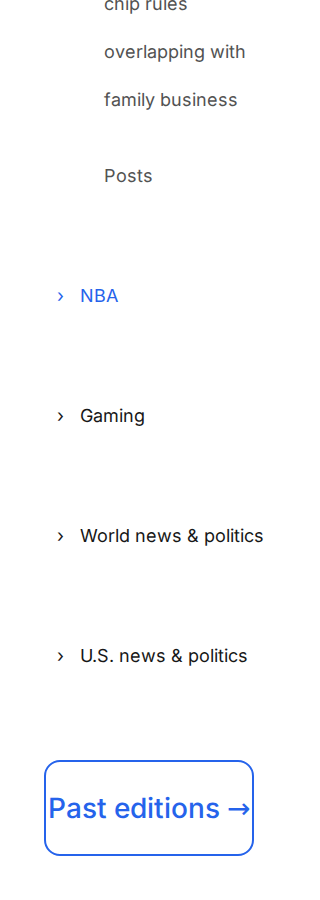 chip rules
overlapping with
family business
Posts
› NBA
› Gaming
› World news & politics
› U.S. news & politics
Past editions →